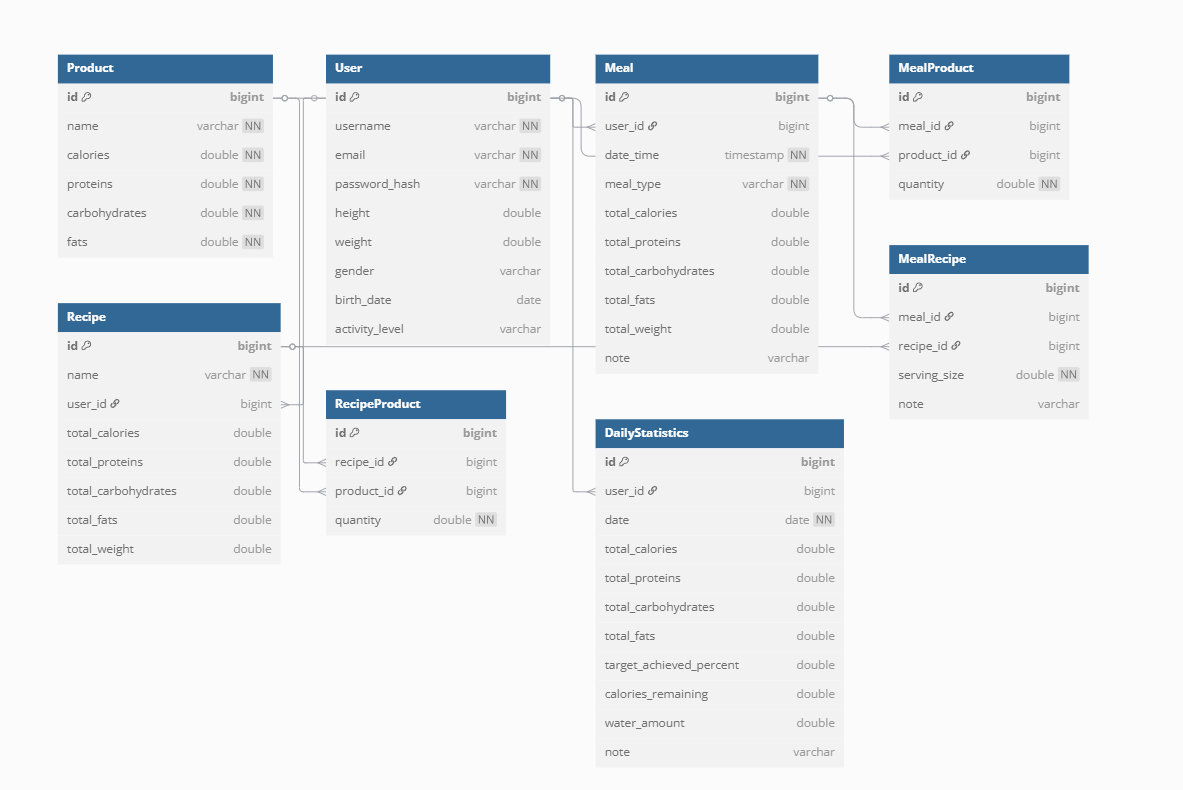 Product
id bigint
name varchar NN
calories double NN
proteins double NN
carbohydrates double NN
fats double NN
User
id bigint
username varchar NN
email varchar NN
password_hash varchar NN
height double
weight double
gender varchar
birth_date date
activity_level varchar
Meal
id bigint
user_id bigint
date_time timestamp NN
meal_type varchar NN
total_calories double
total_proteins double
total_carbohydrates double
total_fats double
total_weight double
note varchar
MealProduct
id bigint
meal_id bigint
product_id bigint
quantity double NN
MealRecipe
id bigint
meal_id bigint
recipe_id bigint
serving_size double NN
note varchar
Recipe
id bigint
name varchar NN
user_id bigint
total_calories double
total_proteins double
total_carbohydrates double
total_fats double
total_weight double
RecipeProduct
id bigint
recipe_id bigint
product_id bigint
quantity double NN
DailyStatistics
id bigint
user_id bigint
date date NN
total_calories double
total_proteins double
total_carbohydrates double
total_fats double
target_achieved_percent double
calories_remaining double
water_amount double
note varchar